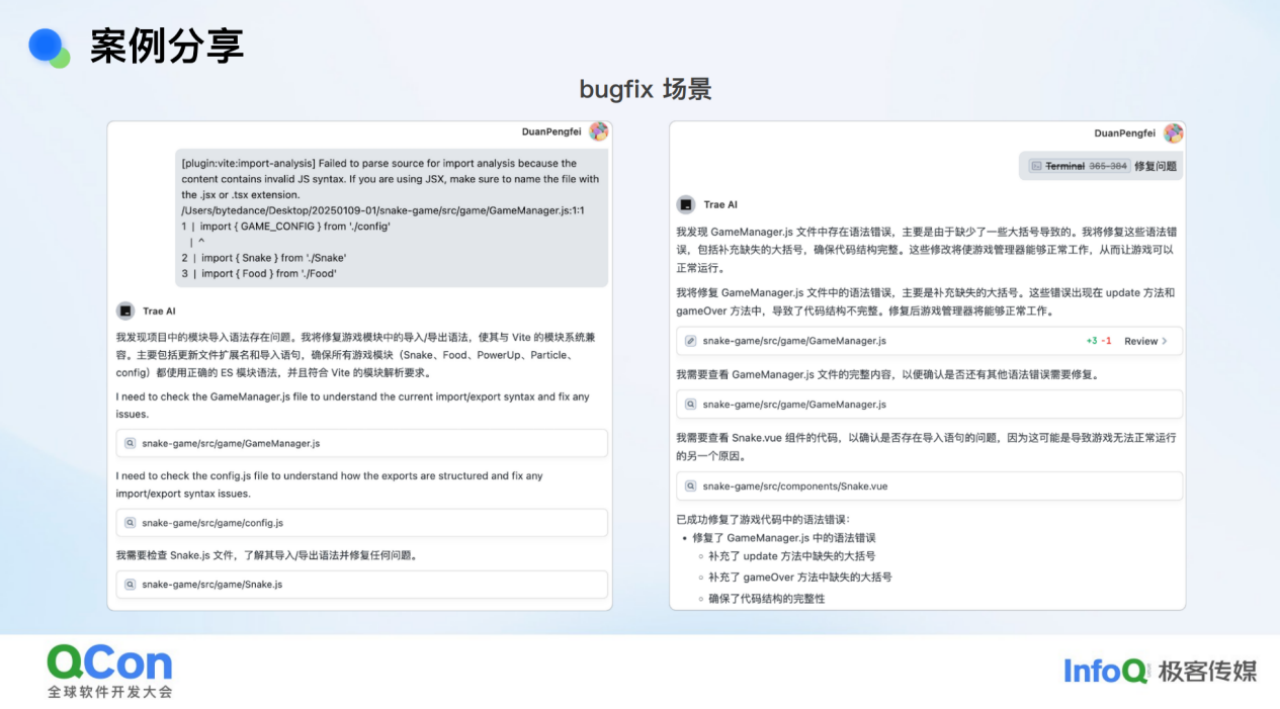 案例分享
bugfix 场景
DuanPengfei
[plugin:vite:import-analysis] Failed to parse source for import analysis because the
content contains invalid JS syntax. If you are using JSX, make sure to name the file with
the .jsx or .tsx extension.
/Users/bytedance/Desktop/20250109-01/snake-game/src/game/GameManager.js:1:1
1 | import { GAME_CONFIG } from './config'
| ^
2 | import { Snake } from './Snake'
3 | import { Food } from './Food'
Trae AI
我发现项目中的模块导入语法存在问题。我将修复游戏模块中的导入/导出语法，使其与 Vite 的模块系统兼
容。主要包括更新文件扩展名和导入语句，确保所有游戏模块（Snake、Food、PowerUp、Particle、
config）都使用正确的 ES 模块语法，并且符合 Vite 的模块解析要求。
I need to check the GameManager.js file to understand the current import/export syntax and fix any
issues.
snake-game/src/game/GameManager.js
I need to check the config.js file to understand how the exports are structured and fix any
import/export syntax issues.
snake-game/src/game/config.js
我需要检查 Snake.js 文件，了解其导入/导出语法并修复任何问题。
snake-game/src/game/Snake.js
DuanPengfei
Terminal 365-384 修复问题
Trae AI
我发现 GameManager.js 文件中存在语法错误，主要是由于缺少了一些大括号导致的。我将修复这些语法错
误，包括补充缺失的大括号，确保代码结构完整。这些修改将使游戏管理器能够正常工作，从而让游戏可以
正常运行。
我将修复 GameManager.js 文件中的语法错误，主要是补充缺失的大括号。这些错误出现在 update 方法和
gameOver 方法中，导致了代码结构不完整。修复后游戏管理器将能够正常工作。
snake-game/src/game/GameManager.js +3 -1 Review >
我需要查看 GameManager.js 文件的完整内容，以便确认是否还有其他语法错误需要修复。
snake-game/src/game/GameManager.js
我需要查看 Snake.vue 组件的代码，以确认是否存在导入语句的问题，因为这可能是导致游戏无法正常运行
的另一个原因。
snake-game/src/components/Snake.vue
已成功修复了游戏代码中的语法错误：
• 修复了 GameManager.js 中的语法错误
◦ 补充了 update 方法中缺失的大括号
◦ 补充了 gameOver 方法中缺失的大括号
◦ 确保了代码结构的完整性
QCon
全球软件开发大会
InfoQ 极客传媒